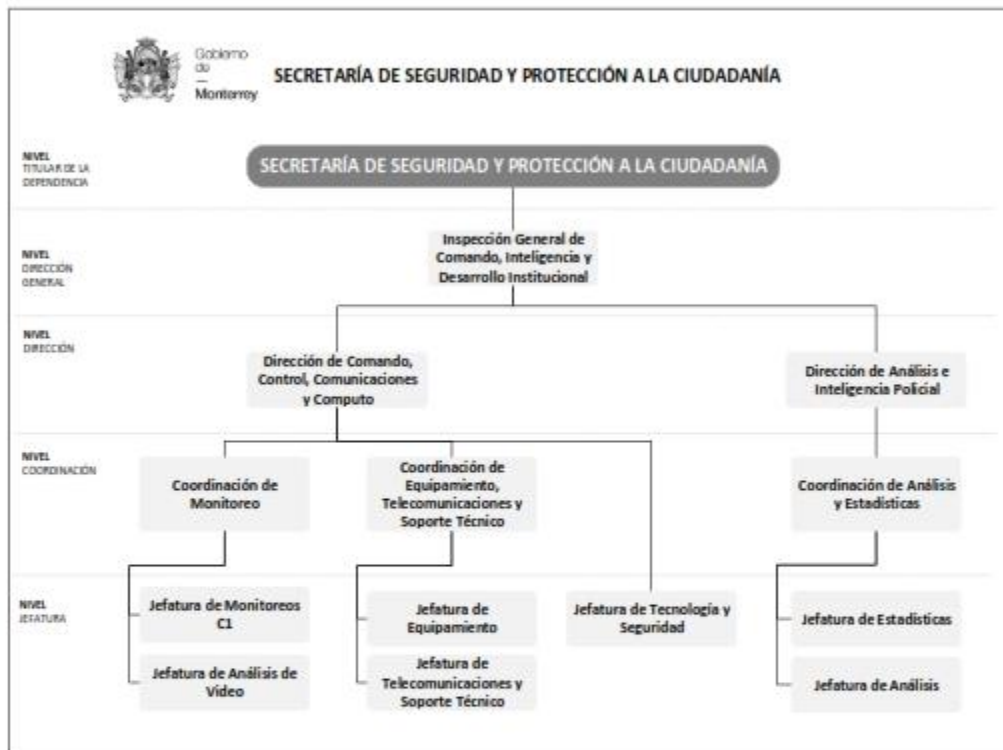 Gobierno
de
—
Monterrey
SECRETARÍA DE SEGURIDAD Y PROTECCIÓN A LA CIUDADANÍA
NIVEL
TITULAR DE LA
DEPENDENCIA
SECRETARÍA DE SEGURIDAD Y PROTECCIÓN A LA CIUDADANÍA
NIVEL
DIRECCIÓN
GENERAL
Inspección General de
Comando, Inteligencia y
Desarrollo Institucional
NIVEL
DIRECCIÓN
Dirección de Comando,
Control, Comunicaciones
y Computo
Dirección de Análisis e
Inteligencia Policial
NIVEL
COORDINACIÓN
Coordinación de
Monitoreo
Coordinación de
Equipamiento,
Telecomunicaciones y
Soporte Técnico
Coordinación de Análisis
y Estadísticas
NIVEL
JEFATURA
Jefatura de Monitoreos
C1
Jefatura de
Equipamiento
Jefatura de Tecnología y
Seguridad
Jefatura de Estadísticas
Jefatura de Análisis de
Video
Jefatura de
Telecomunicaciones y
Soporte Técnico
Jefatura de Análisis